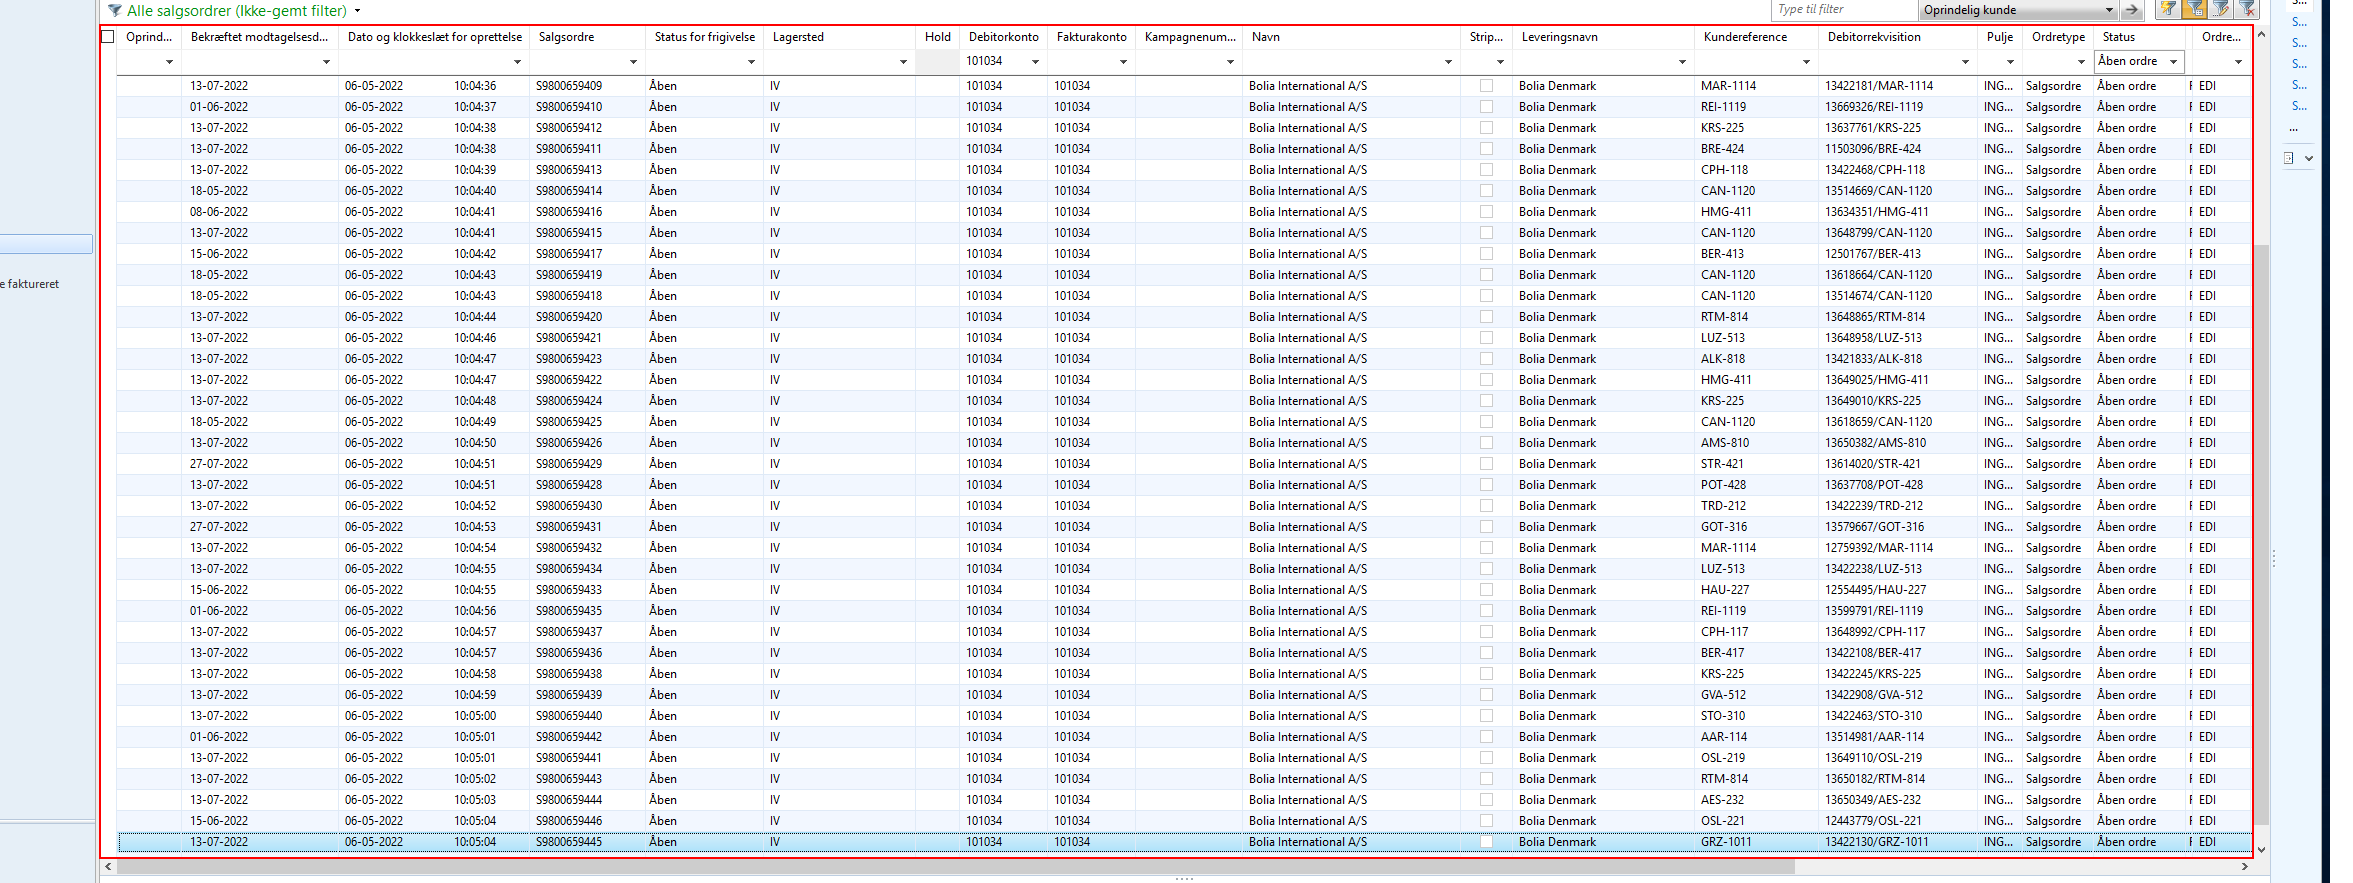 Alle salgsordrer (Ikke-gemt filter)
Type til filter Oprindelig kunde
Oprind... Bekræftet modtagelsesd... Dato og klokkeslæt for oprettelse Salgsordre Status for frigivelse Lagersted Hold Debitorkonto Fakturakonto Kampagnenum... Navn Strip... Leveringsnavn Kundereference Debitorrekvisition Pulje Ordretype Status Ordre...
101034 Åben ordre
13-07-2022 06-05-2022 10:04:36 S9800659409 Åben IV 101034 101034 Bolia International A/S Bolia Denmark MAR-1114 13422181/MAR-1114 ING... Salgsordre Åben ordre F EDI
01-06-2022 06-05-2022 10:04:37 S9800659410 Åben IV 101034 101034 Bolia International A/S Bolia Denmark REI-1119 13669326/REI-1119 ING... Salgsordre Åben ordre F EDI
13-07-2022 06-05-2022 10:04:38 S9800659412 Åben IV 101034 101034 Bolia International A/S Bolia Denmark KRS-225 13637761/KRS-225 ING... Salgsordre Åben ordre F EDI
13-07-2022 06-05-2022 10:04:38 S9800659411 Åben IV 101034 101034 Bolia International A/S Bolia Denmark BRE-424 11503096/BRE-424 ING... Salgsordre Åben ordre F EDI
13-07-2022 06-05-2022 10:04:39 S9800659413 Åben IV 101034 101034 Bolia International A/S Bolia Denmark CPH-118 13422468/CPH-118 ING... Salgsordre Åben ordre F EDI
18-05-2022 06-05-2022 10:04:40 S9800659414 Åben IV 101034 101034 Bolia International A/S Bolia Denmark CAN-1120 13514669/CAN-1120 ING... Salgsordre Åben ordre F EDI
08-06-2022 06-05-2022 10:04:41 S9800659416 Åben IV 101034 101034 Bolia International A/S Bolia Denmark HMG-411 13634351/HMG-411 ING... Salgsordre Åben ordre F EDI
13-07-2022 06-05-2022 10:04:41 S9800659415 Åben IV 101034 101034 Bolia International A/S Bolia Denmark CAN-1120 13648799/CAN-1120 ING... Salgsordre Åben ordre F EDI
15-06-2022 06-05-2022 10:04:42 S9800659417 Åben IV 101034 101034 Bolia International A/S Bolia Denmark BER-413 12501767/BER-413 ING... Salgsordre Åben ordre F EDI
18-05-2022 06-05-2022 10:04:43 S9800659419 Åben IV 101034 101034 Bolia International A/S Bolia Denmark CAN-1120 13618664/CAN-1120 ING... Salgsordre Åben ordre F EDI
18-05-2022 06-05-2022 10:04:43 S9800659418 Åben IV 101034 101034 Bolia International A/S Bolia Denmark CAN-1120 13514674/CAN-1120 ING... Salgsordre Åben ordre F EDI
13-07-2022 06-05-2022 10:04:44 S9800659420 Åben IV 101034 101034 Bolia International A/S Bolia Denmark RTM-814 13648865/RTM-814 ING... Salgsordre Åben ordre F EDI
13-07-2022 06-05-2022 10:04:46 S9800659421 Åben IV 101034 101034 Bolia International A/S Bolia Denmark LUZ-513 13648958/LUZ-513 ING... Salgsordre Åben ordre F EDI
13-07-2022 06-05-2022 10:04:47 S9800659423 Åben IV 101034 101034 Bolia International A/S Bolia Denmark ALK-818 13421833/ALK-818 ING... Salgsordre Åben ordre F EDI
13-07-2022 06-05-2022 10:04:47 S9800659422 Åben IV 101034 101034 Bolia International A/S Bolia Denmark HMG-411 13649025/HMG-411 ING... Salgsordre Åben ordre F EDI
13-07-2022 06-05-2022 10:04:48 S9800659424 Åben IV 101034 101034 Bolia International A/S Bolia Denmark KRS-225 13649010/KRS-225 ING... Salgsordre Åben ordre F EDI
18-05-2022 06-05-2022 10:04:49 S9800659425 Åben IV 101034 101034 Bolia International A/S Bolia Denmark CAN-1120 13618659/CAN-1120 ING... Salgsordre Åben ordre F EDI
13-07-2022 06-05-2022 10:04:50 S9800659426 Åben IV 101034 101034 Bolia International A/S Bolia Denmark AMS-810 13650382/AMS-810 ING... Salgsordre Åben ordre F EDI
27-07-2022 06-05-2022 10:04:51 S9800659429 Åben IV 101034 101034 Bolia International A/S Bolia Denmark STR-421 13614020/STR-421 ING... Salgsordre Åben ordre F EDI
13-07-2022 06-05-2022 10:04:51 S9800659428 Åben IV 101034 101034 Bolia International A/S Bolia Denmark POT-428 13637708/POT-428 ING... Salgsordre Åben ordre F EDI
13-07-2022 06-05-2022 10:04:52 S9800659430 Åben IV 101034 101034 Bolia International A/S Bolia Denmark TRD-212 13422239/TRD-212 ING... Salgsordre Åben ordre F EDI
27-07-2022 06-05-2022 10:04:53 S9800659431 Åben IV 101034 101034 Bolia International A/S Bolia Denmark GOT-316 13579667/GOT-316 ING... Salgsordre Åben ordre F EDI
13-07-2022 06-05-2022 10:04:54 S9800659432 Åben IV 101034 101034 Bolia International A/S Bolia Denmark MAR-1114 12759392/MAR-1114 ING... Salgsordre Åben ordre F EDI
13-07-2022 06-05-2022 10:04:55 S9800659434 Åben IV 101034 101034 Bolia International A/S Bolia Denmark LUZ-513 13422238/LUZ-513 ING... Salgsordre Åben ordre F EDI
15-06-2022 06-05-2022 10:04:55 S9800659433 Åben IV 101034 101034 Bolia International A/S Bolia Denmark HAU-227 12554495/HAU-227 ING... Salgsordre Åben ordre F EDI
01-06-2022 06-05-2022 10:04:56 S9800659435 Åben IV 101034 101034 Bolia International A/S Bolia Denmark REI-1119 13599791/REI-1119 ING... Salgsordre Åben ordre F EDI
13-07-2022 06-05-2022 10:04:57 S9800659437 Åben IV 101034 101034 Bolia International A/S Bolia Denmark CPH-117 13648992/CPH-117 ING... Salgsordre Åben ordre F EDI
13-07-2022 06-05-2022 10:04:57 S9800659436 Åben IV 101034 101034 Bolia International A/S Bolia Denmark BER-417 13422108/BER-417 ING... Salgsordre Åben ordre F EDI
13-07-2022 06-05-2022 10:04:58 S9800659438 Åben IV 101034 101034 Bolia International A/S Bolia Denmark KRS-225 13422245/KRS-225 ING... Salgsordre Åben ordre F EDI
13-07-2022 06-05-2022 10:04:59 S9800659439 Åben IV 101034 101034 Bolia International A/S Bolia Denmark GVA-512 13422908/GVA-512 ING... Salgsordre Åben ordre F EDI
13-07-2022 06-05-2022 10:05:00 S9800659440 Åben IV 101034 101034 Bolia International A/S Bolia Denmark STO-310 13422463/STO-310 ING... Salgsordre Åben ordre F EDI
01-06-2022 06-05-2022 10:05:01 S9800659442 Åben IV 101034 101034 Bolia International A/S Bolia Denmark AAR-114 13514981/AAR-114 ING... Salgsordre Åben ordre F EDI
13-07-2022 06-05-2022 10:05:01 S9800659441 Åben IV 101034 101034 Bolia International A/S Bolia Denmark OSL-219 13649110/OSL-219 ING... Salgsordre Åben ordre F EDI
13-07-2022 06-05-2022 10:05:02 S9800659443 Åben IV 101034 101034 Bolia International A/S Bolia Denmark RTM-814 13650182/RTM-814 ING... Salgsordre Åben ordre F EDI
13-07-2022 06-05-2022 10:05:03 S9800659444 Åben IV 101034 101034 Bolia International A/S Bolia Denmark AES-232 13650349/AES-232 ING... Salgsordre Åben ordre F EDI
15-06-2022 06-05-2022 10:05:04 S9800659446 Åben IV 101034 101034 Bolia International A/S Bolia Denmark OSL-221 12443779/OSL-221 ING... Salgsordre Åben ordre F EDI
13-07-2022 06-05-2022 10:05:04 S9800659445 Åben IV 101034 101034 Bolia International A/S Bolia Denmark GRZ-1011 13422130/GRZ-1011 ING... Salgsordre Åben ordre F EDI
e faktureret
S...
S...
S...
S...
S...
S...
...